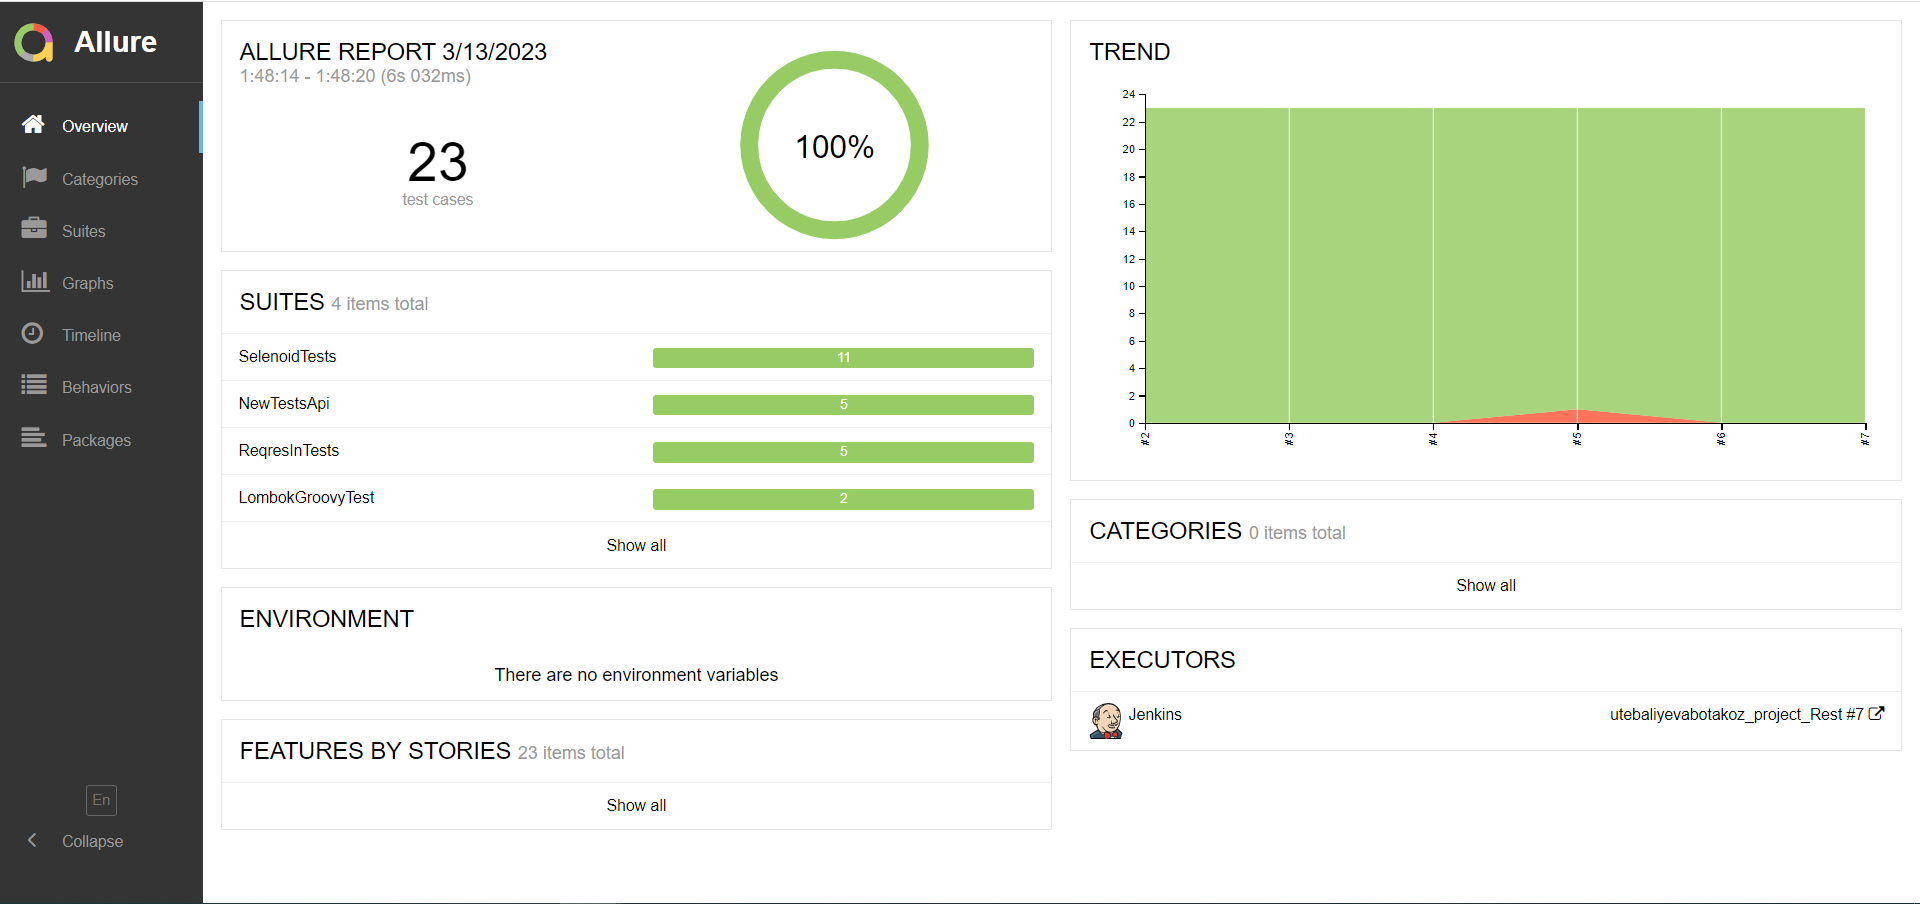 Allure
Overview
Categories
Suites
Graphs
Timeline
Behaviors
Packages
En
Collapse
ALLURE REPORT 3/13/2023
1:48:14 - 1:48:20 (6s 032ms)
23
test cases
100%
SUITES 4 items total
SelenoidTests 11
NewTestsApi 5
ReqresInTests 5
LombokGroovyTest 2
Show all
ENVIRONMENT
There are no environment variables
FEATURES BY STORIES 23 items total
Show all
TREND
24
22
20
18
16
14
12
10
8
6
4
2
0
#2 #3 #4 #5 #6 #7
CATEGORIES 0 items total
Show all
EXECUTORS
Jenkins utebaliyevabotakoz_project_Rest #7